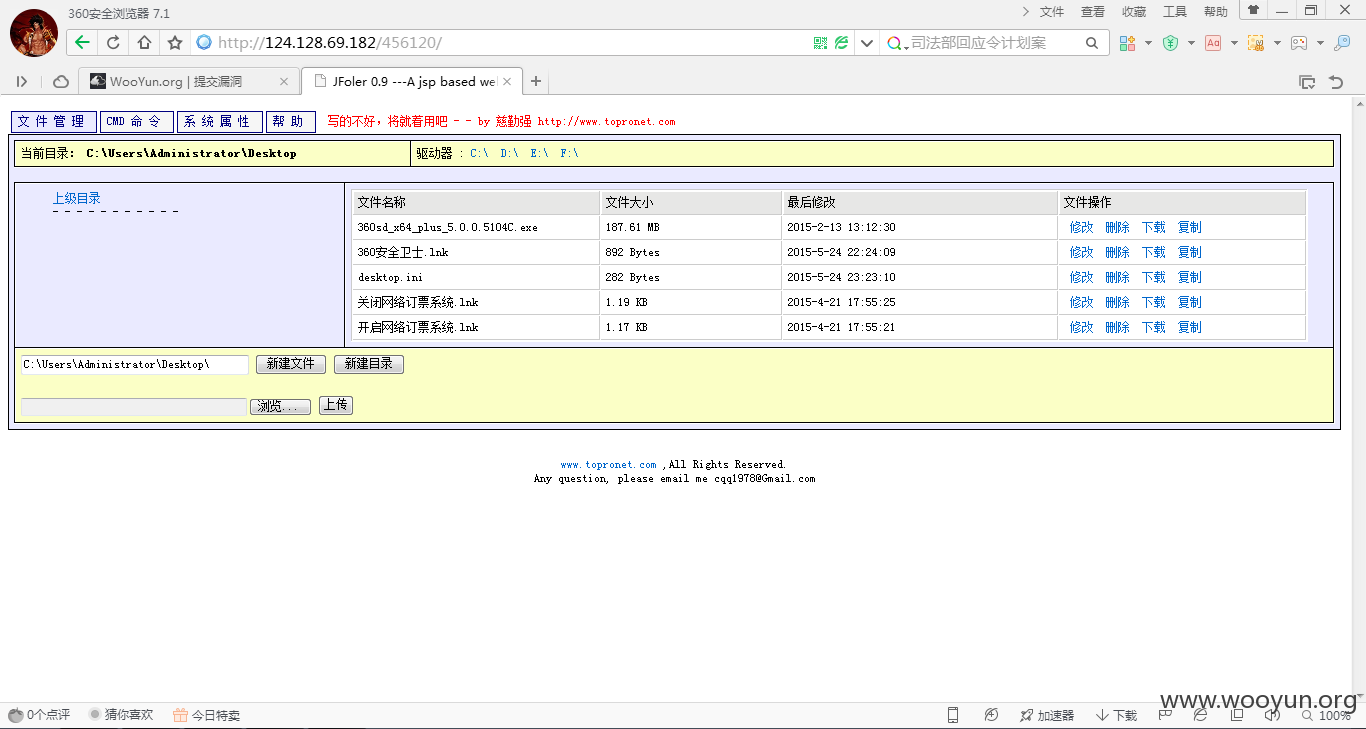 360安全浏览器 7.1
文件 查看 收藏 工具 帮助
http://124.128.69.182/456120/
司法部回应令计划案
WooYun.org | 提交漏洞
JFoler 0.9 ---A jsp based we
文件管理 CMD命令 系统属性 帮助 写的不好，将就着用吧 - - by 慈勤强 http://www.topronet.com
当前目录: C:\Users\Administrator\Desktop 驱动器 : C:\ D:\ E:\ F:\
上级目录
- - - - - - - - - - -
文件名称 文件大小 最后修改 文件操作
360sd_x64_plus_5.0.0.5104C.exe 187.61 MB 2015-2-13 13:12:30 修改 删除 下载 复制
360安全卫士.lnk 892 Bytes 2015-5-24 22:24:09 修改 删除 下载 复制
desktop.ini 282 Bytes 2015-5-24 23:23:10 修改 删除 下载 复制
关闭网络订票系统.lnk 1.19 KB 2015-4-21 17:55:25 修改 删除 下载 复制
开启网络订票系统.lnk 1.17 KB 2015-4-21 17:55:21 修改 删除 下载 复制
C:\Users\Administrator\Desktop\ 新建文件 新建目录
浏览... 上传
www.topronet.com ,All Rights Reserved.
Any question, please email me cqq1978@Gmail.com
www.wooyun.org
0个点评 猜你喜欢 今日特卖 加速器 下载 100%